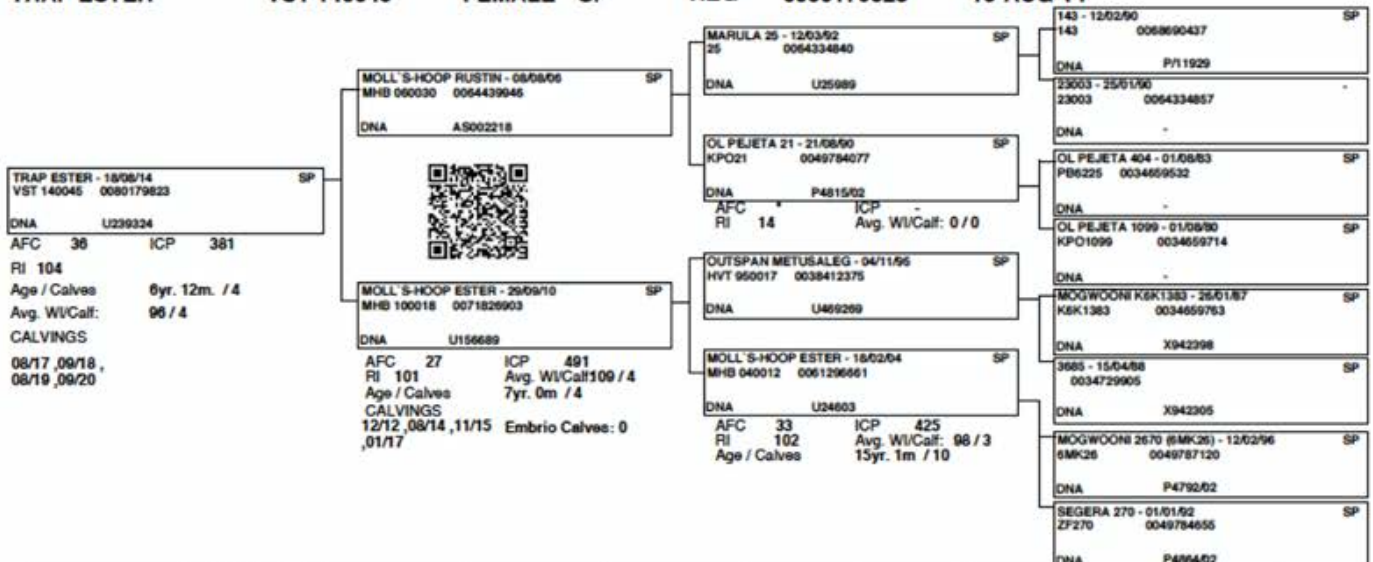 TRAP ESTER VST 140045 FEMALE - SP 0080179823
TRAP ESTER - 18/08/14 SP
VST 140045 0080179823
DNA U239324
AFC 36 ICP 381
RI 104
Age / Calves 6yr. 12m. / 4
Avg. WI/Calf: 96 / 4
CALVINGS
08/17 ,09/18 ,
08/19 ,09/20
MOLL`S-HOOP RUSTIN - 08/08/06 SP
MHB 060030 0064439946
DNA AS002218
MOLL`S-HOOP ESTER - 29/09/10 SP
MHB 100018 0071826903
DNA U156689
AFC 27 ICP 491
RI 101 Avg. WI/Calf109 / 4
Age / Calves 7yr. 0m / 4
CALVINGS
12/12 ,08/14 ,11/15 Embrio Calves: 0
,01/17
MARULA 25 - 12/03/92 SP
25 0064334840
DNA U25989
OL PEJETA 21 - 21/08/90 SP
KPO21 0049784077
DNA P4815/02
AFC * ICP -
RI 14 Avg. WI/Calf: 0 / 0
OUTSPAN METUSALEG - 04/11/95 SP
HVT 950017 0038412375
DNA U469269
MOLL`S-HOOP ESTER - 18/02/04 SP
MHB 040012 0061296661
DNA U24603
AFC 33 ICP 425
RI 102 Avg. WI/Calf: 98 / 3
Age / Calves 15yr. 1m / 10
143 - 12/02/90 SP
143 0068690437
DNA P/11929
23003 - 25/01/90 -
23003 0064334857
DNA -
OL PEJETA 404 - 01/08/83 SP
PB6225 0034659532
DNA -
OL PEJETA 1099 - 01/08/80 SP
KPO1099 0034659714
DNA -
MOGWOONI K6K1383 - 26/01/87 SP
K6K1383 0034659763
DNA X942398
3685 - 15/04/88 SP
0034729905
DNA X942305
MOGWOONI 2670 (6MK26) - 12/02/96 SP
6MK26 0049787120
DNA P4792/02
SEGERA 270 - 01/01/92 SP
ZF270 0049784655
DNA P4864/02